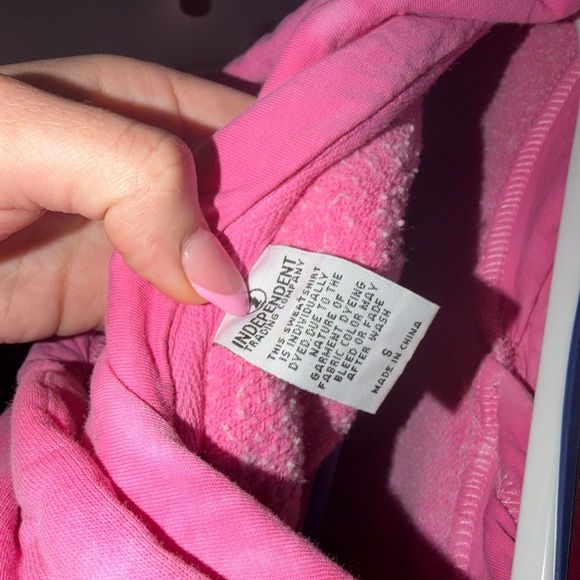 INDEPENDENT
TRADING COMPANY
THIS SWEATSHIRT
IS INDIVIDUALLY
DYED. DUE TO THE
NATURE OF
GARMENT DYEING
FABRIC COLOR MAY
BLEED OR FADE
AFTER WASH
S
MADE IN CHINA